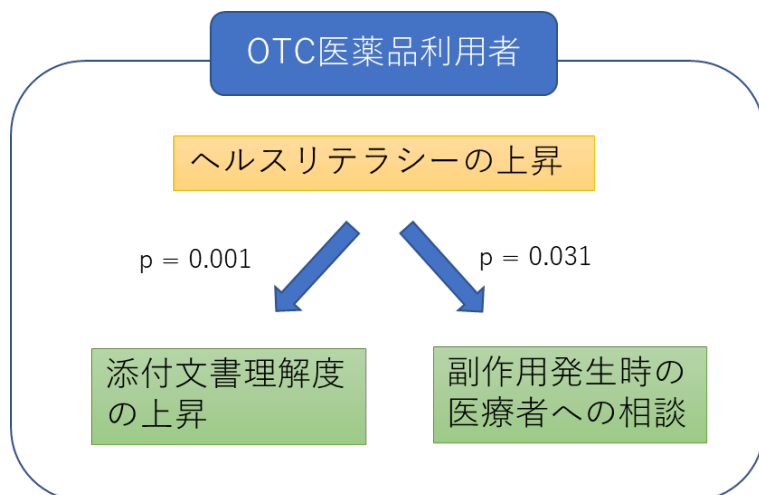 OTC医薬品利用者
ヘルスリテラシーの上昇
p = 0.001
p = 0.031
添付文書理解度
の上昇
副作用発生時の
医療者への相談